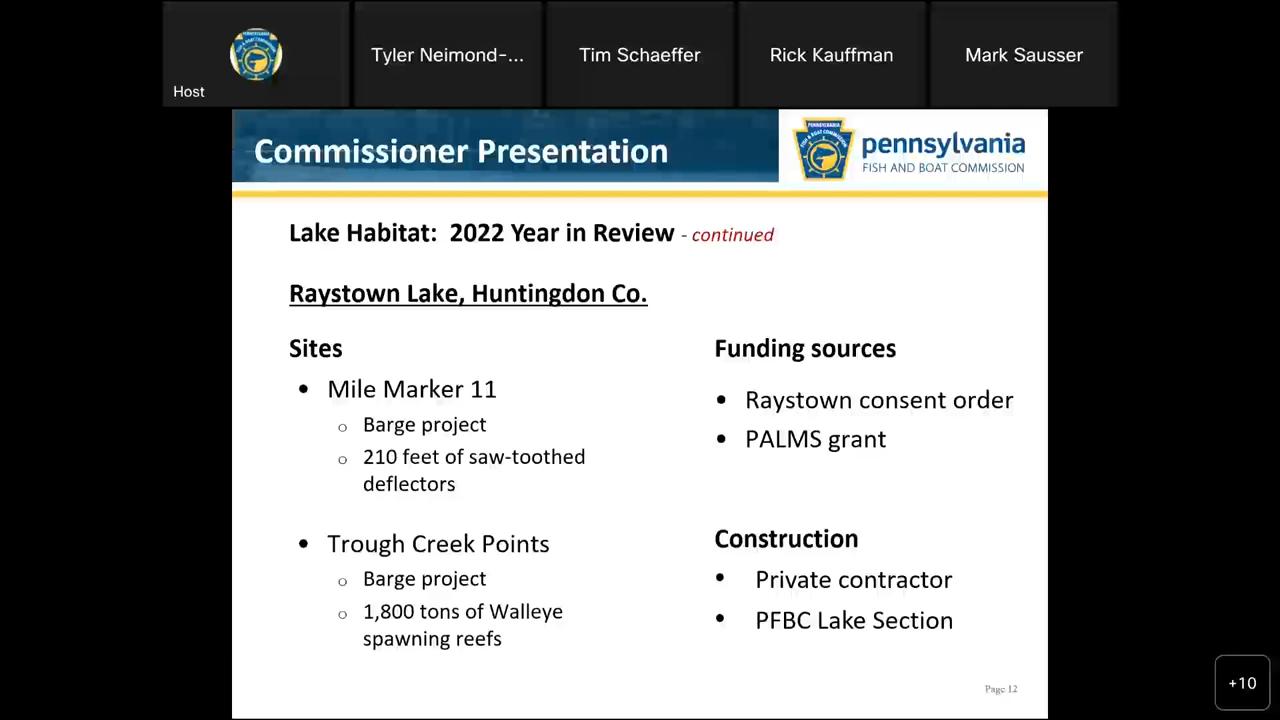 Host
Tyler Neimond-...
Tim Schaeffer
Rick Kauffman
Mark Sausser
Commissioner Presentation
pennsylvania
FISH AND BOAT COMMISSION
Lake Habitat: 2022 Year in Review - continued
Raystown Lake, Huntingdon Co.
Sites
• Mile Marker 11
o Barge project
o 210 feet of saw-toothed
deflectors
• Trough Creek Points
o Barge project
o 1,800 tons of Walleye
spawning reefs
Funding sources
• Raystown consent order
• PALMS grant
Construction
• Private contractor
• PFBC Lake Section
Page 12
+10